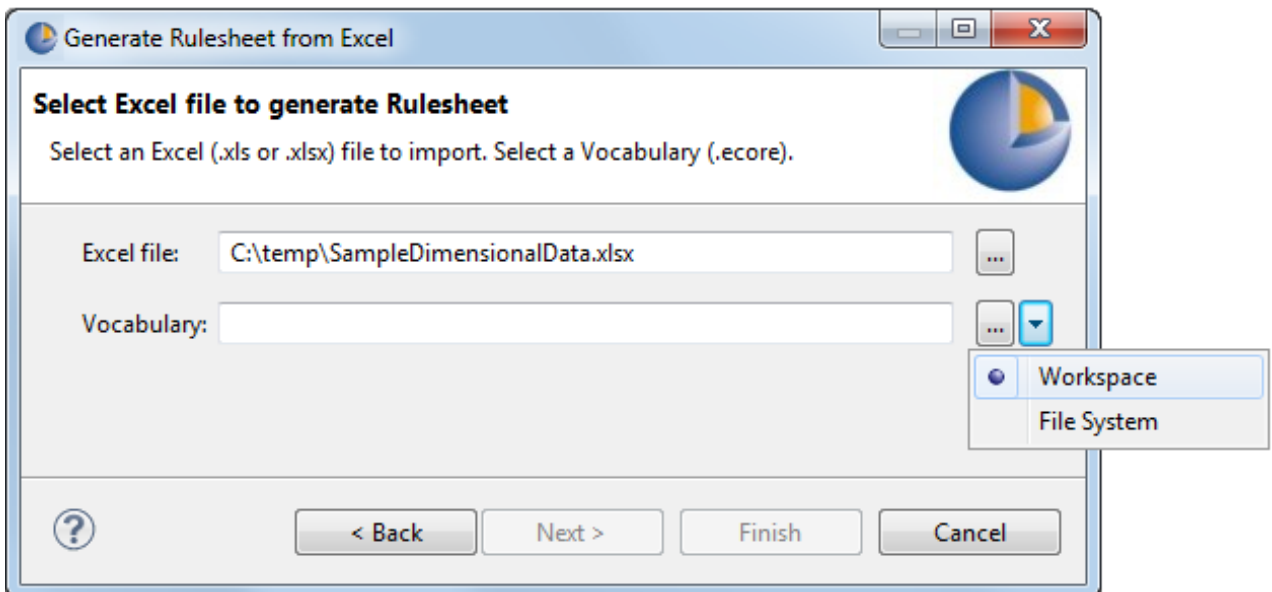 Generate Rulesheet from Excel
Select Excel file to generate Rulesheet
Select an Excel (.xls or .xlsx) file to import. Select a Vocabulary (.ecore).
Excel file: C:\temp\SampleDimensionalData.xlsx ...
Vocabulary: ...
Workspace
File System
? < Back Next > Finish Cancel